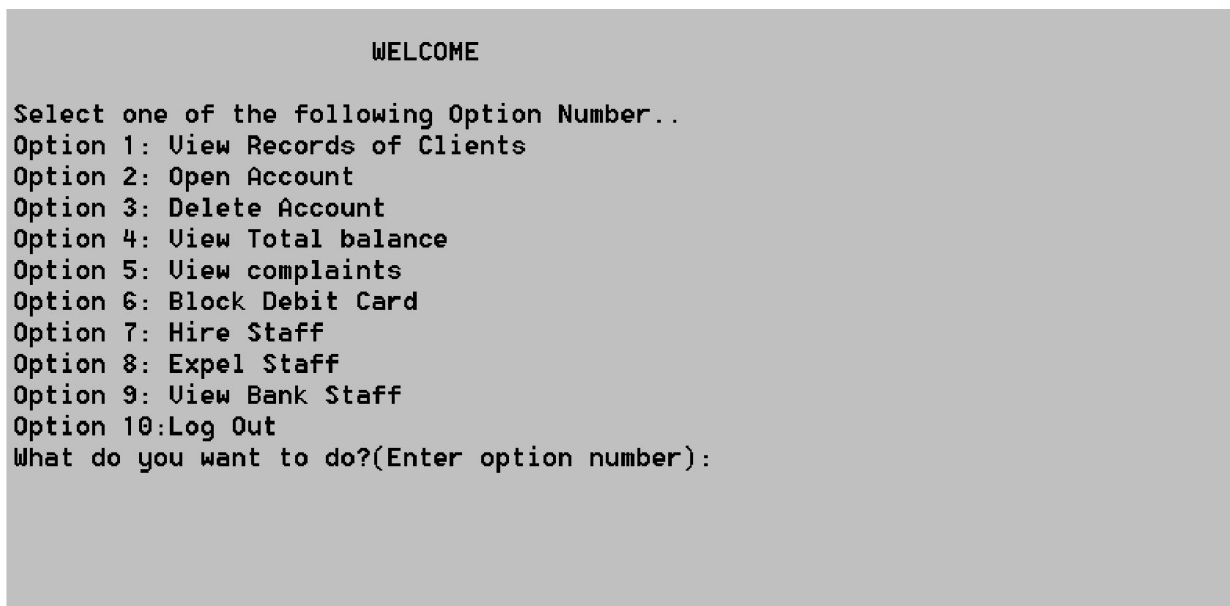 WELCOME
Select one of the following Option Number..
Option 1: View Records of Clients
Option 2: Open Account
Option 3: Delete Account
Option 4: View Total balance
Option 5: View complaints
Option 6: Block Debit Card
Option 7: Hire Staff
Option 8: Expel Staff
Option 9: View Bank Staff
Option 10:Log Out
What do you want to do?(Enter option number):